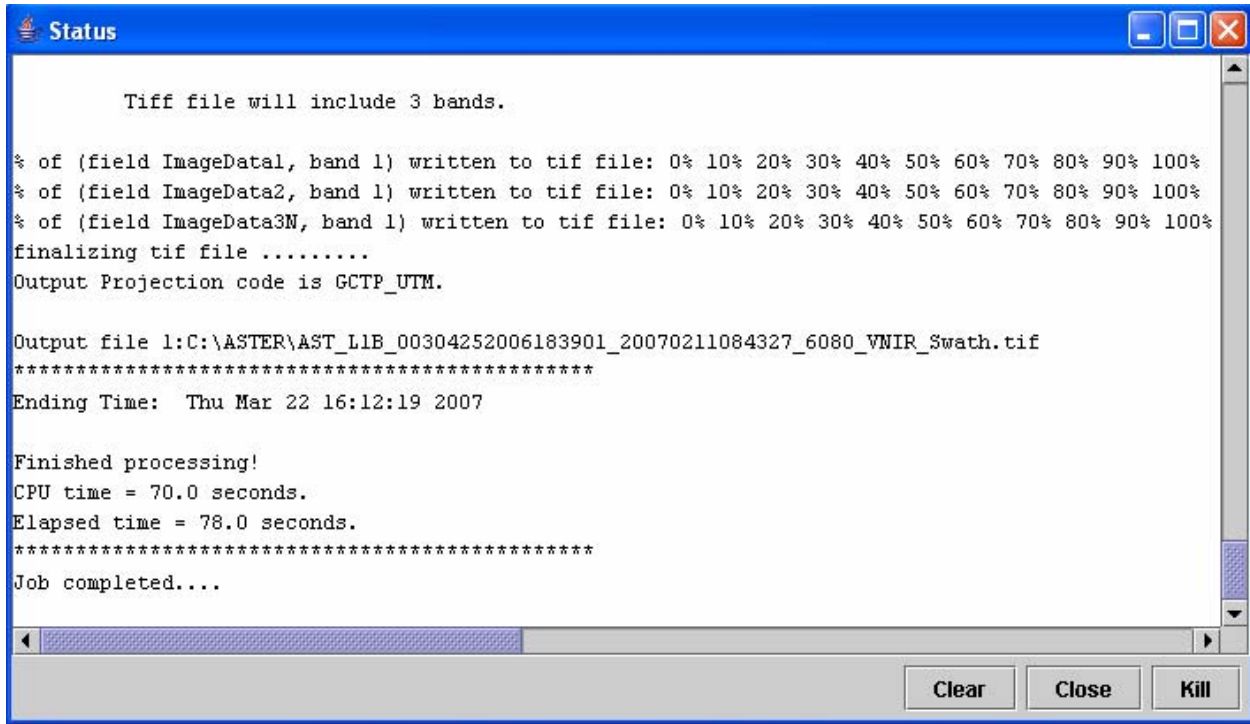 Status
Tiff file will include 3 bands.
% of (field ImageData1, band 1) written to tif file: 0% 10% 20% 30% 40% 50% 60% 70% 80% 90% 100%
% of (field ImageData2, band 1) written to tif file: 0% 10% 20% 30% 40% 50% 60% 70% 80% 90% 100%
% of (field ImageData3N, band 1) written to tif file: 0% 10% 20% 30% 40% 50% 60% 70% 80% 90% 100%
finalizing tif file .........
Output Projection code is GCTP_UTM.
Output file 1:C:\ASTER\AST_L1B_00304252006183901_20070211084327_6080_VNIR_Swath.tif
***********************************************
Ending Time:  Thu Mar 22 16:12:19 2007
Finished processing!
CPU time = 70.0 seconds.
Elapsed time = 78.0 seconds.
***********************************************
Job completed....
Clear Close Kill